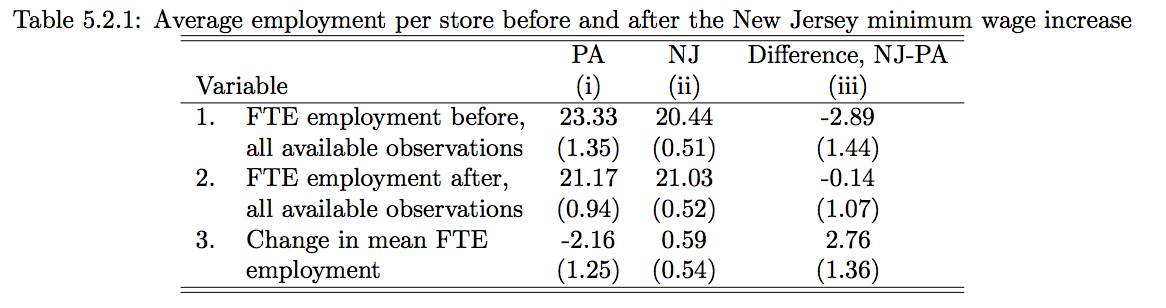 Table 5.2.1: Average employment per store before and after the New Jersey minimum wage increase
PA NJ Difference, NJ-PA
Variable (i) (ii) (iii)
1. FTE employment before, 23.33 20.44 -2.89
all available observations (1.35) (0.51) (1.44)
2. FTE employment after, 21.17 21.03 -0.14
all available observations (0.94) (0.52) (1.07)
3. Change in mean FTE -2.16 0.59 2.76
employment (1.25) (0.54) (1.36)